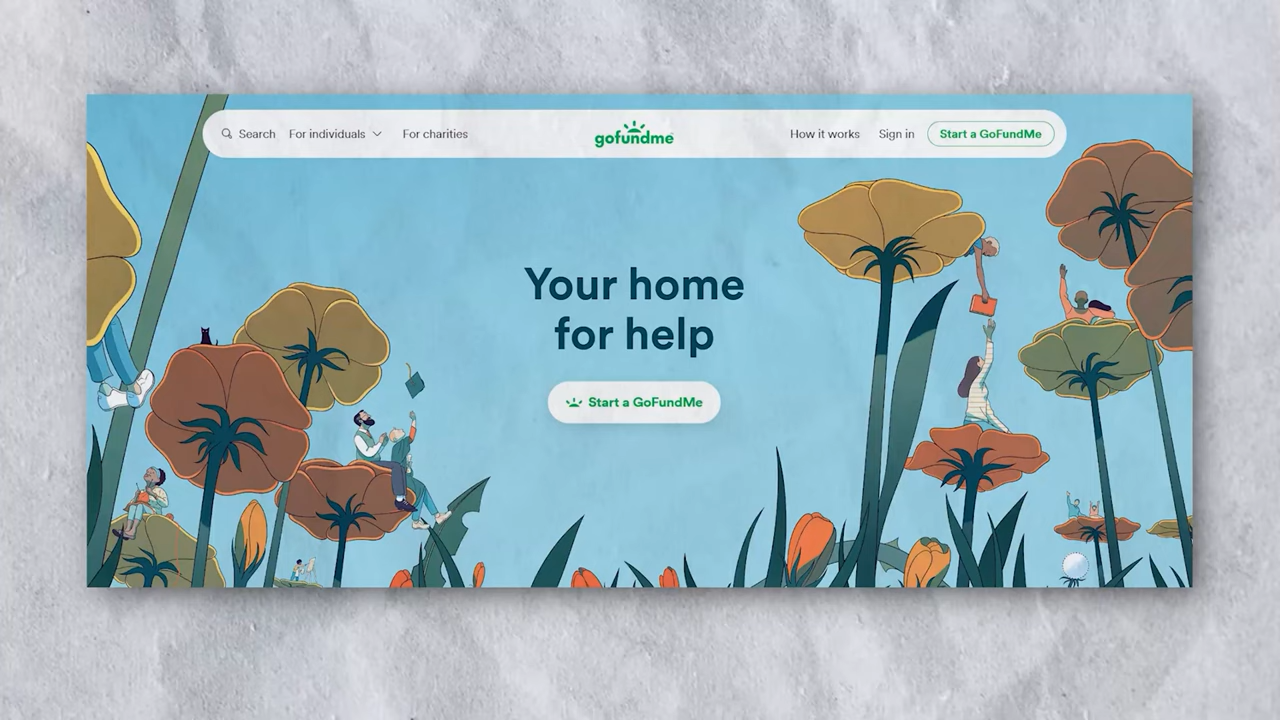 Search
For individuals
For charities
gofundme
How it works
Sign in
Start a GoFundMe
Your home
for help
Start a GoFundMe